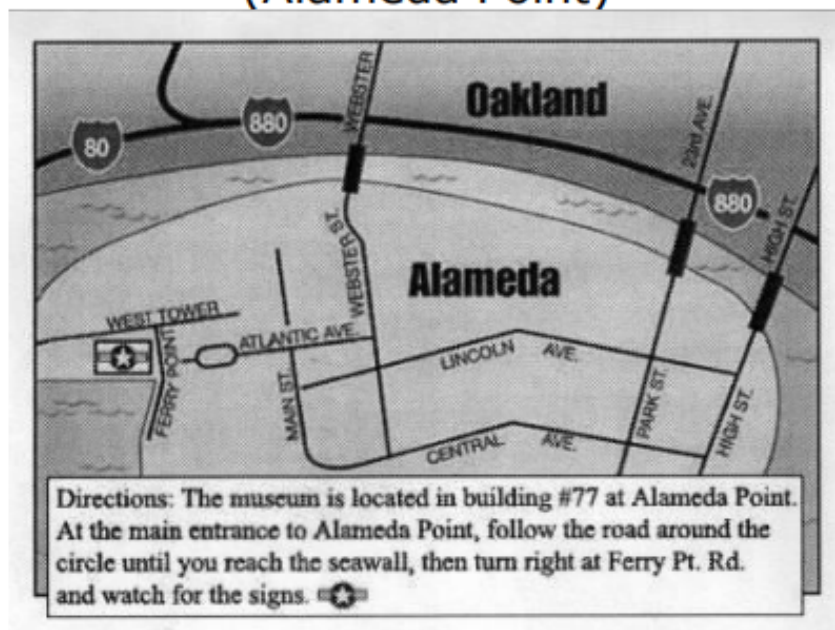 (Alameda Point)
WEBSTER
Oakland
80
880
23rd AVE.
880
HIGH ST.
WEBSTER ST.
Alameda
WEST TOWER
ATLANTIC AVE.
FERRY POINT
LINCOLN AVE.
MAIN ST.
PARK ST.
HIGH ST.
CENTRAL AVE.
Directions: The museum is located in building #77 at Alameda Point.
At the main entrance to Alameda Point, follow the road around the
circle until you reach the seawall, then turn right at Ferry Pt. Rd.
and watch for the signs.